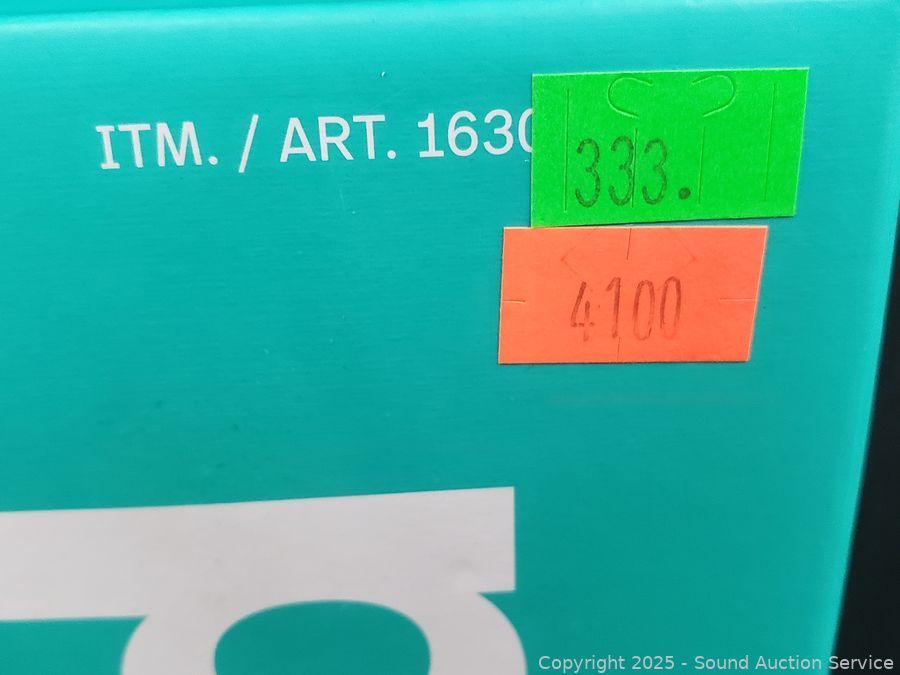 ITM. / ART. 1630
333.
4100
Copyright 2025 - Sound Auction Service